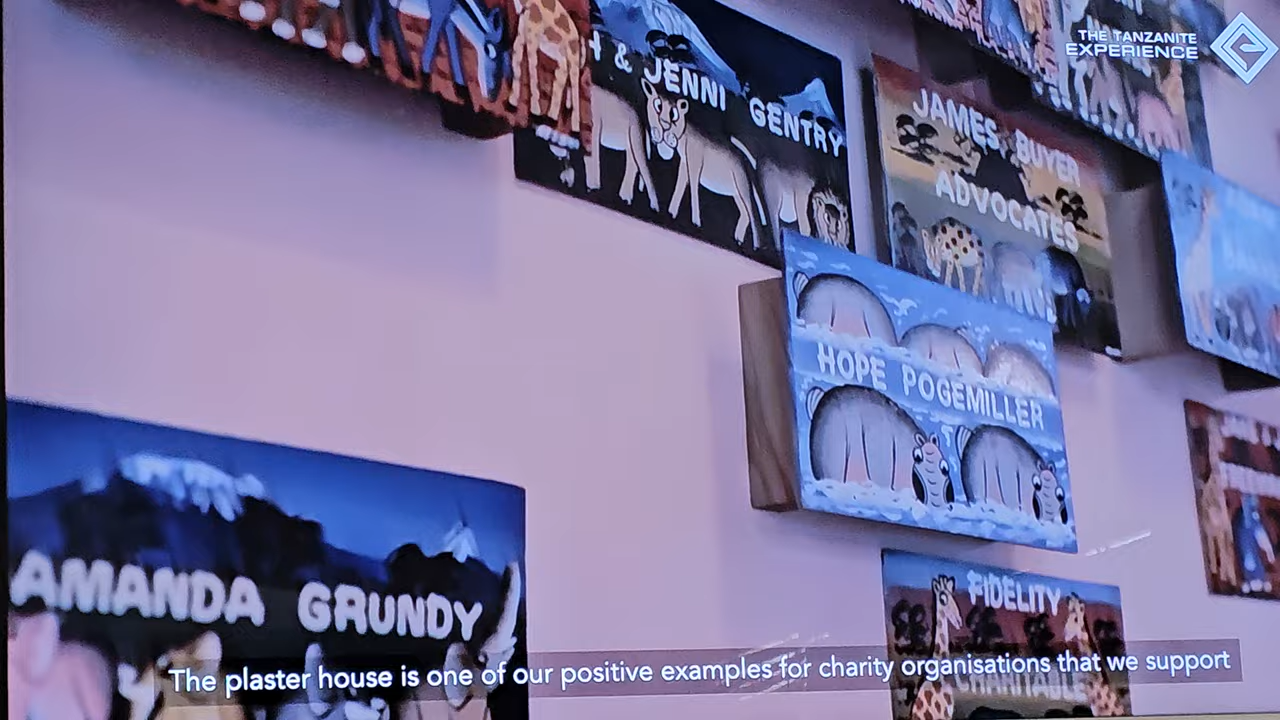 THE TANZANITE
EXPERIENCE
& JENNI GENTRY
JAMES BUYER
ADVOCATES
HOPE POGEMILLER
AMANDA GRUNDY
FIDELITY
CHARITABLE
The plaster house is one of our positive examples for charity organisations that we support